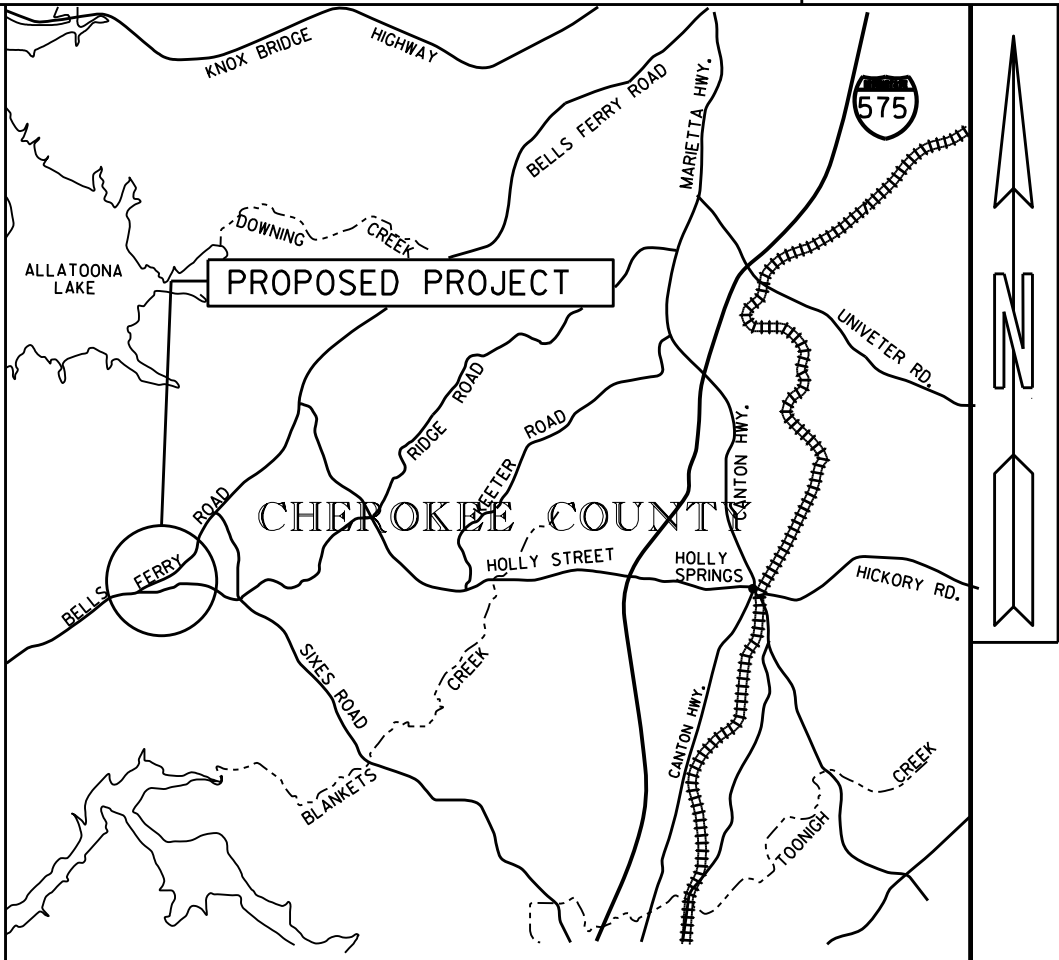 KNOX BRIDGE HIGHWAY
BELLS FERRY ROAD
MARIETTA HWY.
575
DOWNING CREEK
ALLATOONA
LAKE
PROPOSED PROJECT
N
UNIVETER RD.
RIDGE ROAD
ROAD
CANTON HWY.
CHEROKEE COUNTY
BELLS FERRY ROAD
HOLLY STREET
HOLLY
SPRINGS
HICKORY RD.
SIXES ROAD
CREEK
BLANKETS
CANTON HWY.
TOONIGH CREEK